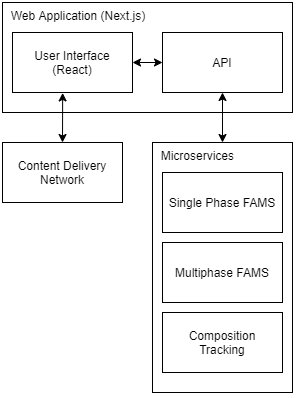 Web Application (Next.js)
User Interface
(React)
API
Content Delivery
Network
Microservices
Single Phase FAMS
Multiphase FAMS
Composition
Tracking